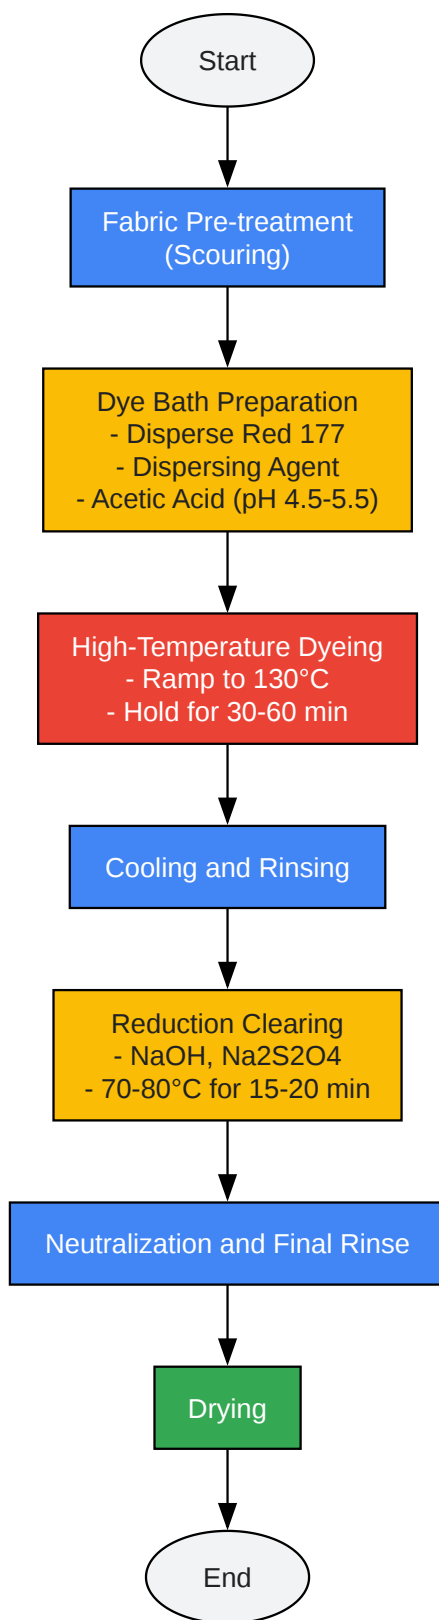 Start
Fabric Pre-treatment
(Scouring)
Dye Bath Preparation
- Disperse Red 177
- Dispersing Agent
- Acetic Acid (pH 4.5-5.5)
High-Temperature Dyeing
- Ramp to 130°C
- Hold for 30-60 min
Cooling and Rinsing
Reduction Clearing
- NaOH, Na2S2O4
- 70-80°C for 15-20 min
Neutralization and Final Rinse
Drying
End